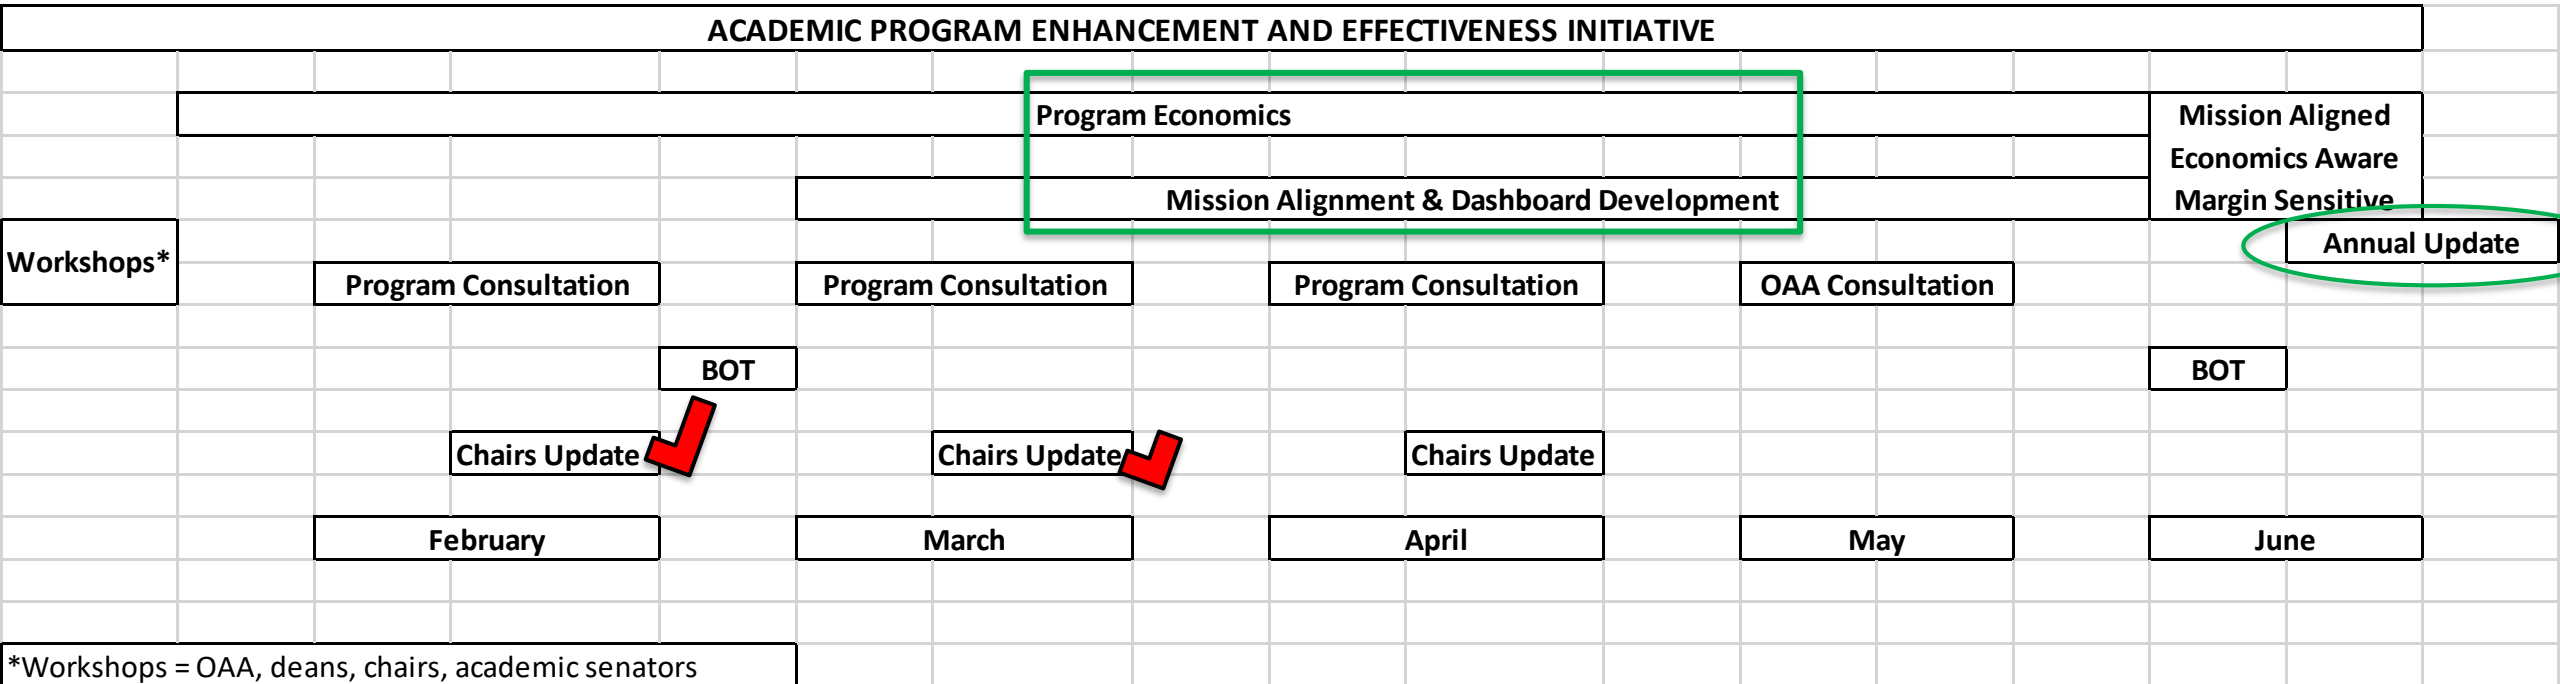 ACADEMIC PROGRAM ENHANCEMENT AND EFFECTIVENESS INITIATIVE
Program Economics
Mission Aligned
Economics Aware
Margin Sensitive
Mission Alignment & Dashboard Development
Workshops*
Annual Update
Program Consultation
Program Consultation
Program Consultation
OAA Consultation
BOT
BOT
Chairs Update
Chairs Update
Chairs Update
February
March
April
May
June
*Workshops = OAA, deans, chairs, academic senators